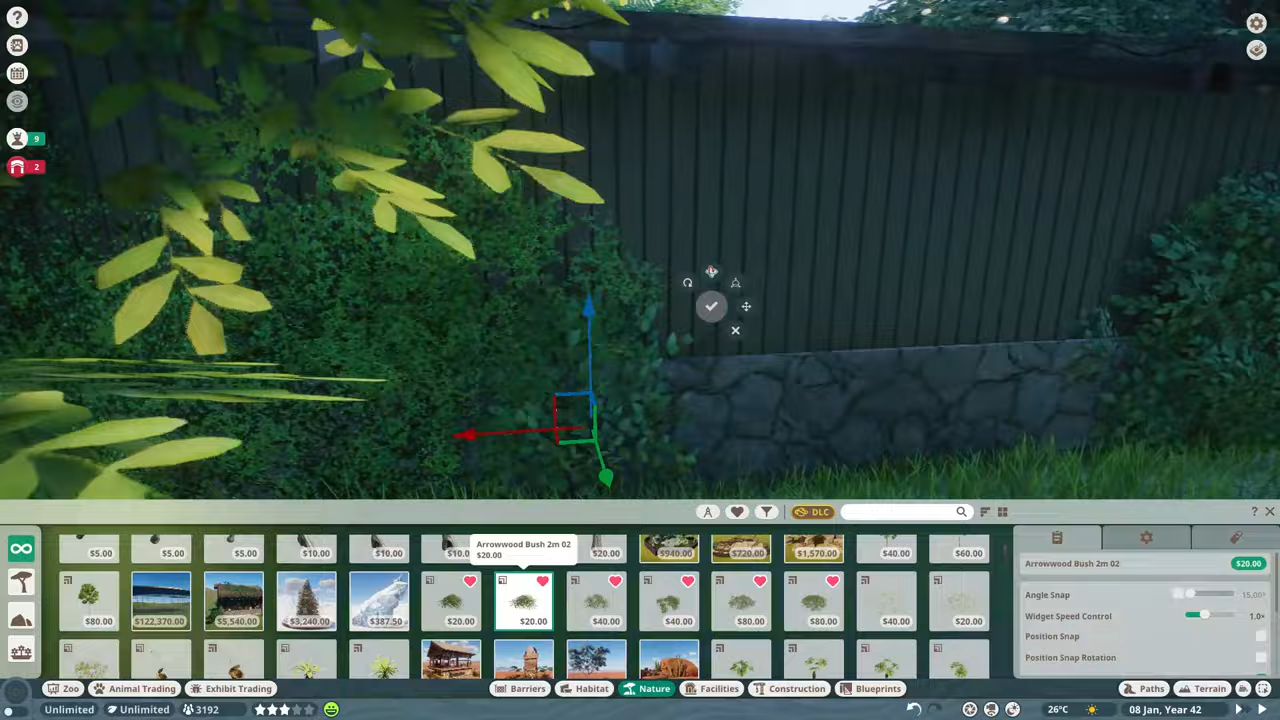 ?
9
2
DLC
? ×
$5.00 $5.00 $5.00 $10.00 $10.00 $10.0 $20.00 $940.00 $720.00 $1,570.00 $40.00 $60.00
Arrowwood Bush 2m 02
$20.00
$80.00 $122,370.00 $5,540.00 $3,240.00 $387.50 $20.00 $20.00 $40.00 $40.00 $80.00 $80.00 $40.00 $20.00
Arrowwood Bush 2m 02 $20.00
Angle Snap 15.00°
Widget Speed Control 1.0×
Position Snap
Position Snap Rotation
Zoo Animal Trading Exhibit Trading Barriers Habitat Nature Facilities Construction Blueprints Paths Terrain
Unlimited Unlimited 3192 26°C 08 Jan, Year 42